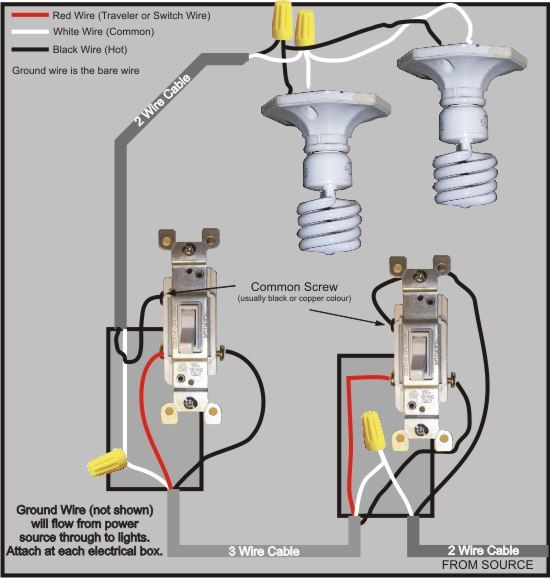 Red Wire (Traveler or Switch Wire)
White Wire (Common)
Black Wire (Hot)
Ground wire is the bare wire
2 Wire Cable
Common Screw
(usually black or copper colour)
Ground Wire (not shown)
will flow from power
source through to lights.
Attach at each electrical box.
3 Wire Cable
2 Wire Cable
FROM SOURCE